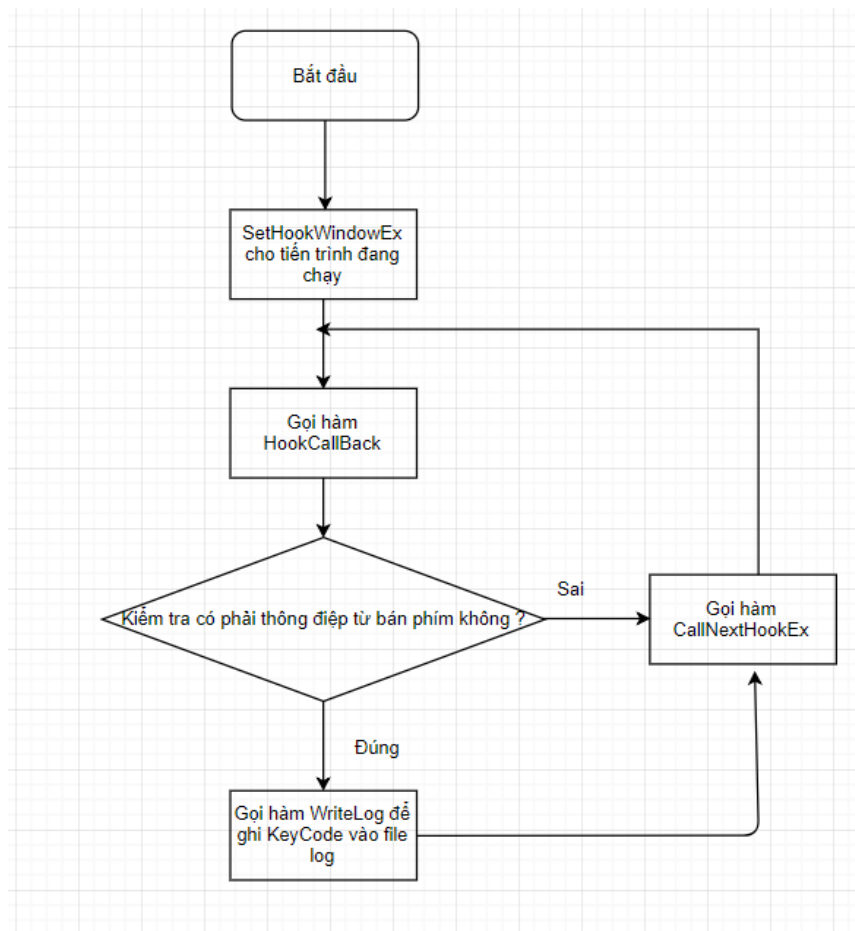 Bắt đầu
SetHookWindowEx
cho tiến trình đang
chạy
Gọi hàm
HookCallBack
Kiểm tra có phải thông điệp từ bán phím không ?
Sai
Gọi hàm
CallNextHookEx
Đúng
Gọi hàm WriteLog để
ghi KeyCode vào file
log